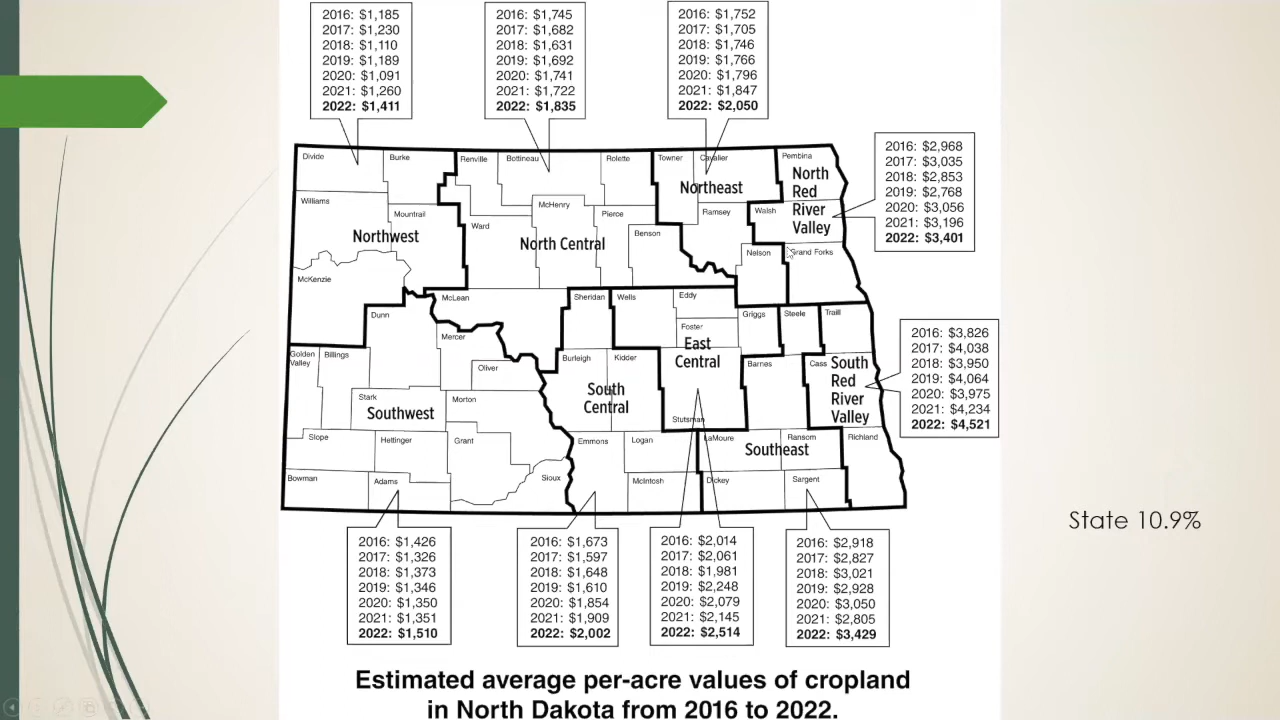 2016: $1,185
2017: $1,230
2018: $1,110
2019: $1,189
2020: $1,091
2021: $1,260
2022: $1,411
2016: $1,745
2017: $1,682
2018: $1,631
2019: $1,692
2020: $1,741
2021: $1,722
2022: $1,835
2016: $1,752
2017: $1,705
2018: $1,746
2019: $1,766
2020: $1,796
2021: $1,847
2022: $2,050
2016: $2,968
2017: $3,035
2018: $2,853
2019: $2,768
2020: $3,056
2021: $3,196
2022: $3,401
Divide
Burke
Renville
Bottineau
Rolette
Towner
Cavalier
Pembina
North
Red
River
Valley
Northeast
Williams
Mountrail
Northwest
Ward
McHenry
Pierce
North Central
Benson
Ramsey
Walsh
Nelson
Grand Forks
McKenzie
McLean
Sheridan
Wells
Eddy
Foster
East
Central
Griggs
Steele
Traill
Dunn
Mercer
Oliver
Golden
Valley
Billings
Burleigh
Kidder
South
Central
Stutsman
Barnes
Cass
South
Red
River
Valley
Stark
Morton
Southwest
Slope
Hettinger
Grant
Emmons
Logan
LaMoure
Ransom
Southeast
Richland
Bowman
Adams
Sioux
McIntosh
Dickey
Sargent
2016: $3,826
2017: $4,038
2018: $3,950
2019: $4,064
2020: $3,975
2021: $4,234
2022: $4,521
State 10.9%
2016: $1,426
2017: $1,326
2018: $1,373
2019: $1,346
2020: $1,350
2021: $1,351
2022: $1,510
2016: $1,673
2017: $1,597
2018: $1,648
2019: $1,610
2020: $1,854
2021: $1,909
2022: $2,002
2016: $2,014
2017: $2,061
2018: $1,981
2019: $2,248
2020: $2,079
2021: $2,145
2022: $2,514
2016: $2,918
2017: $2,827
2018: $3,021
2019: $2,928
2020: $3,050
2021: $2,805
2022: $3,429
Estimated average per-acre values of cropland
in North Dakota from 2016 to 2022.